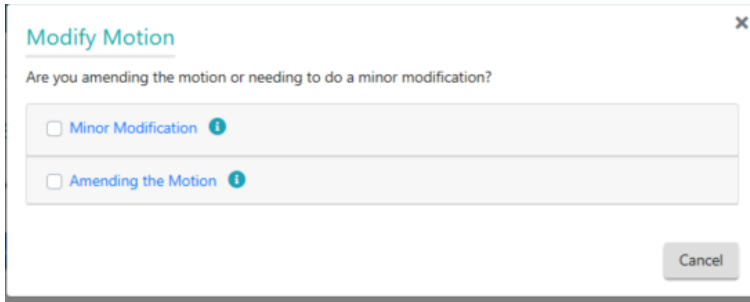 Modify Motion
Are you amending the motion or needing to do a minor modification?
Minor Modification
Amending the Motion
Cancel